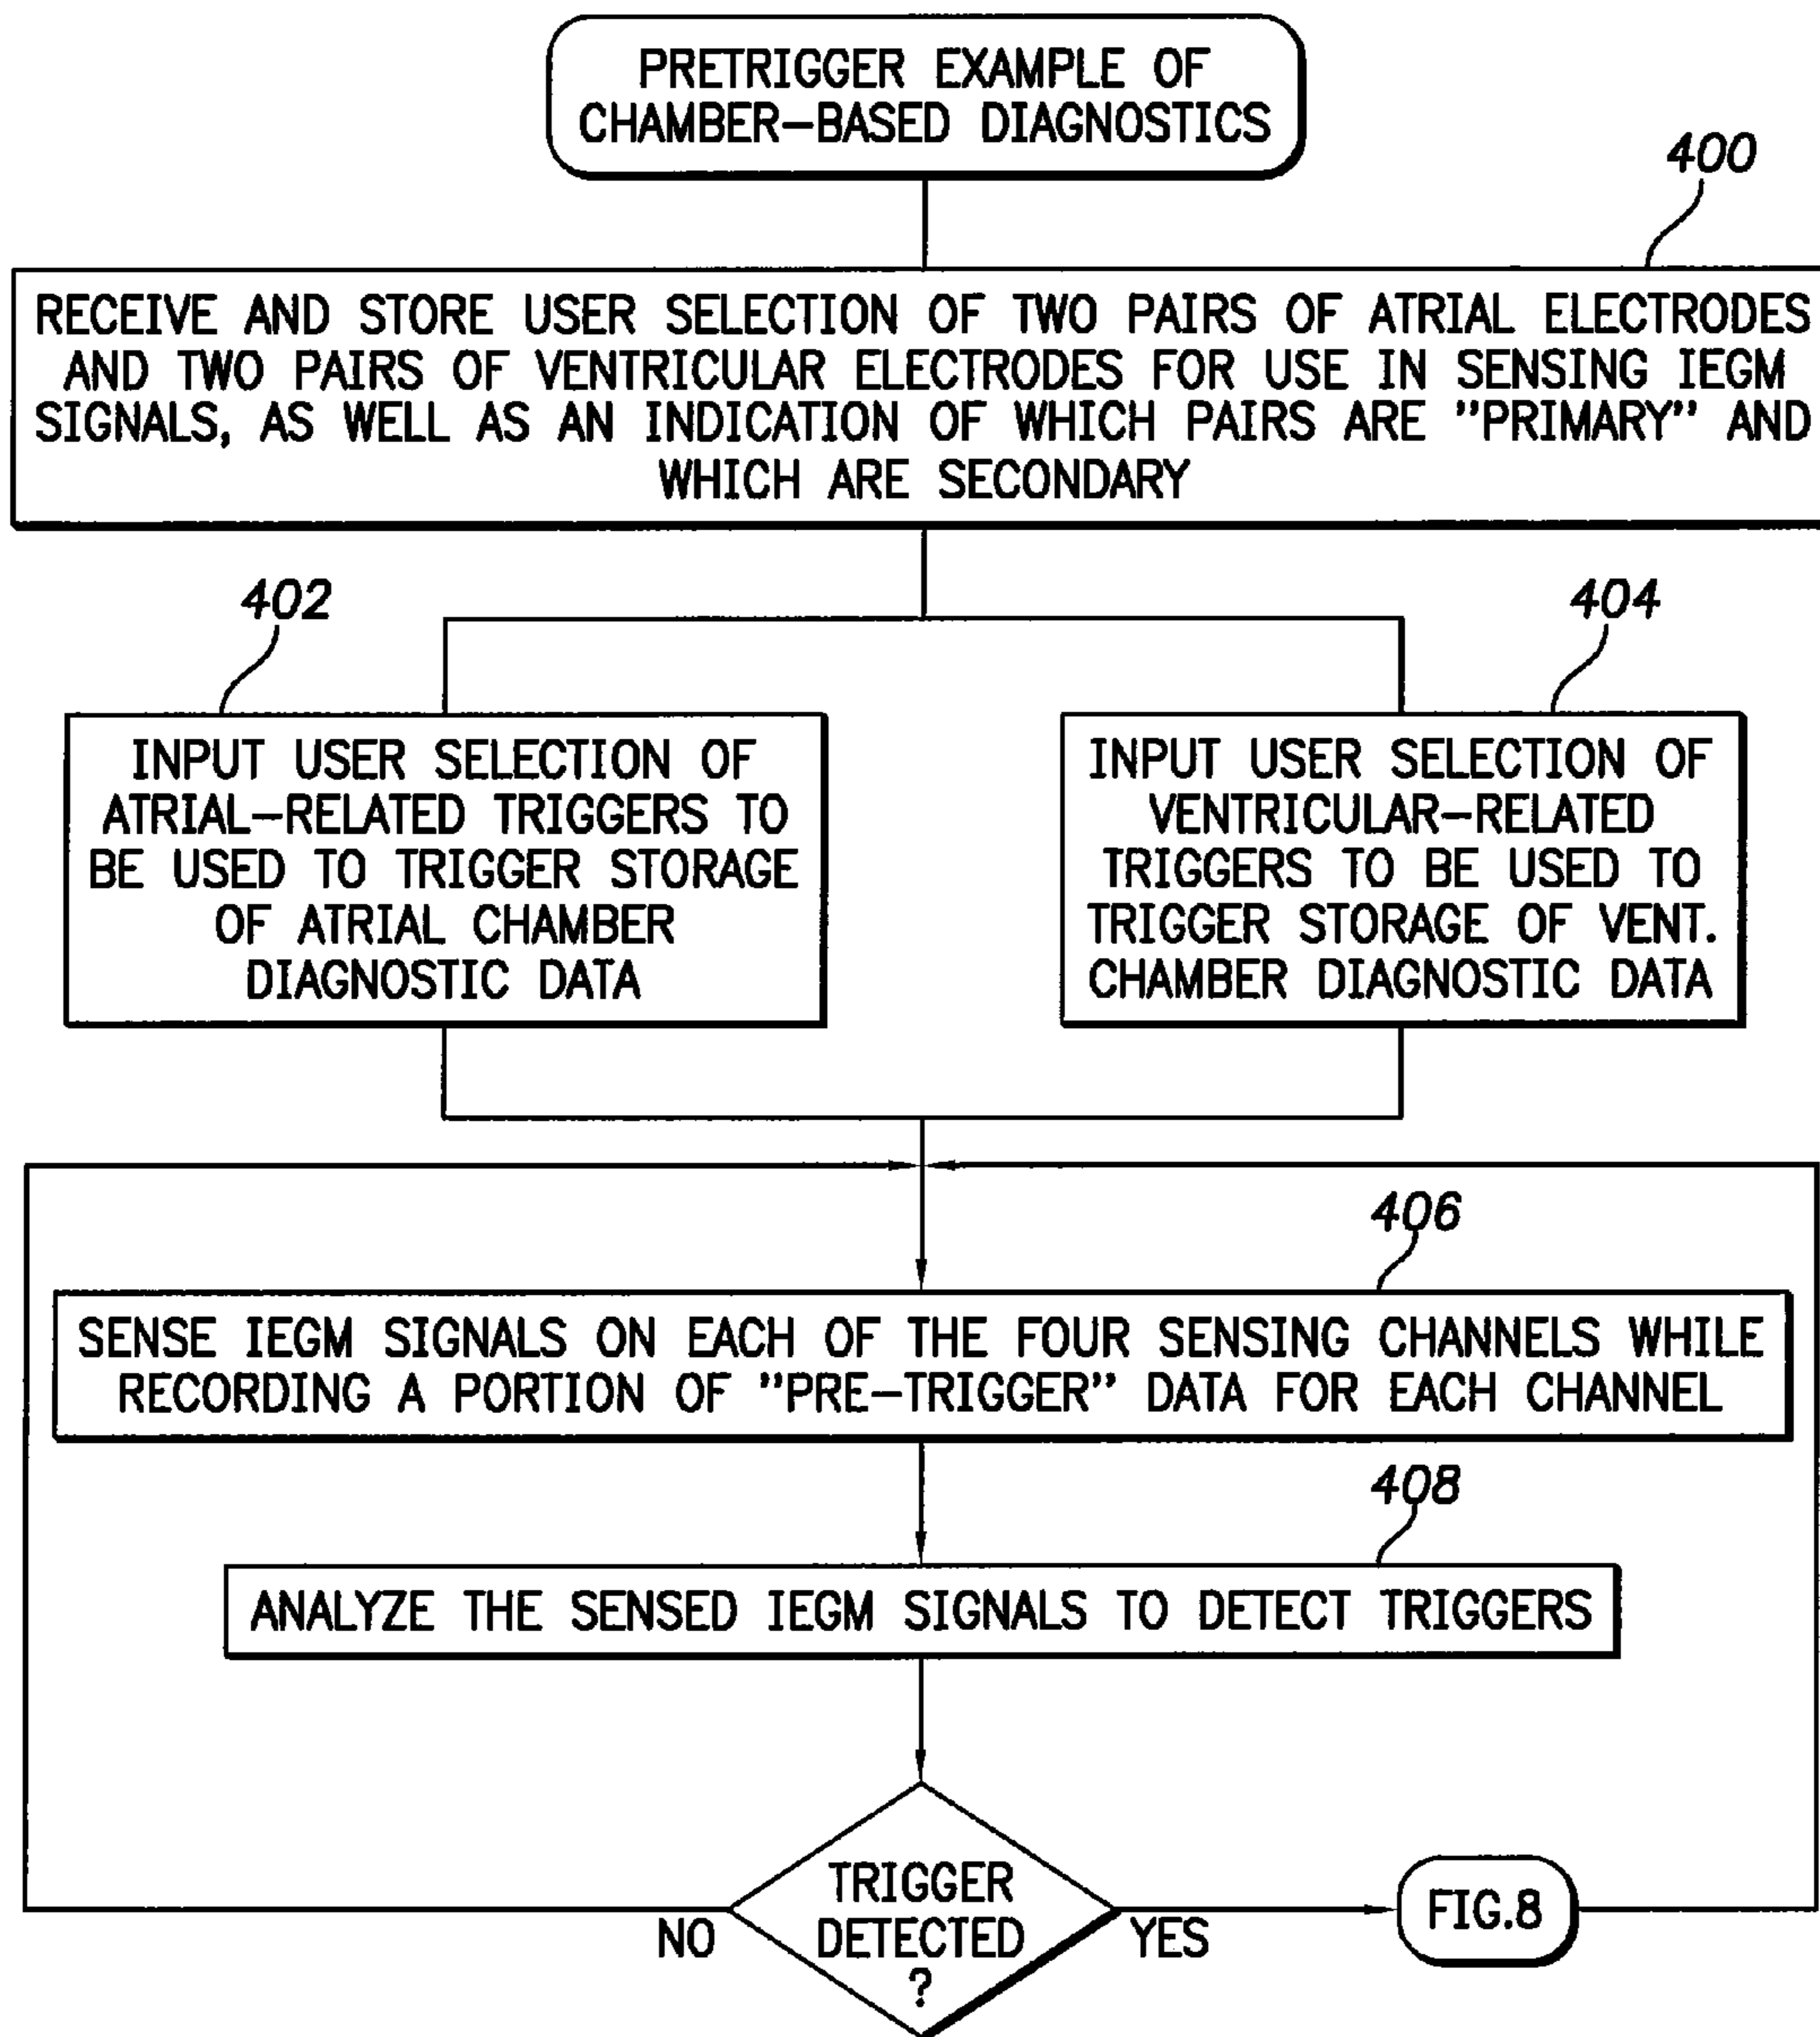 PRETRIGGER EXAMPLE OF
CHAMBER-BASED DIAGNOSTICS
400
RECEIVE AND STORE USER SELECTION OF TWO PAIRS OF ATRIAL ELECTRODES
AND TWO PAIRS OF VENTRICULAR ELECTRODES FOR USE IN SENSING IEGM
SIGNALS, AS WELL AS AN INDICATION OF WHICH PAIRS ARE "PRIMARY" AND
WHICH ARE SECONDARY
402
INPUT USER SELECTION OF
ATRIAL-RELATED TRIGGERS TO
BE USED TO TRIGGER STORAGE
OF ATRIAL CHAMBER
DIAGNOSTIC DATA
404
INPUT USER SELECTION OF
VENTRICULAR-RELATED
TRIGGERS TO BE USED TO
TRIGGER STORAGE OF VENT.
CHAMBER DIAGNOSTIC DATA
406
SENSE IEGM SIGNALS ON EACH OF THE FOUR SENSING CHANNELS WHILE
RECORDING A PORTION OF "PRE-TRIGGER" DATA FOR EACH CHANNEL
408
ANALYZE THE SENSED IEGM SIGNALS TO DETECT TRIGGERS
TRIGGER
DETECTED
?
NO
YES
FIG.8